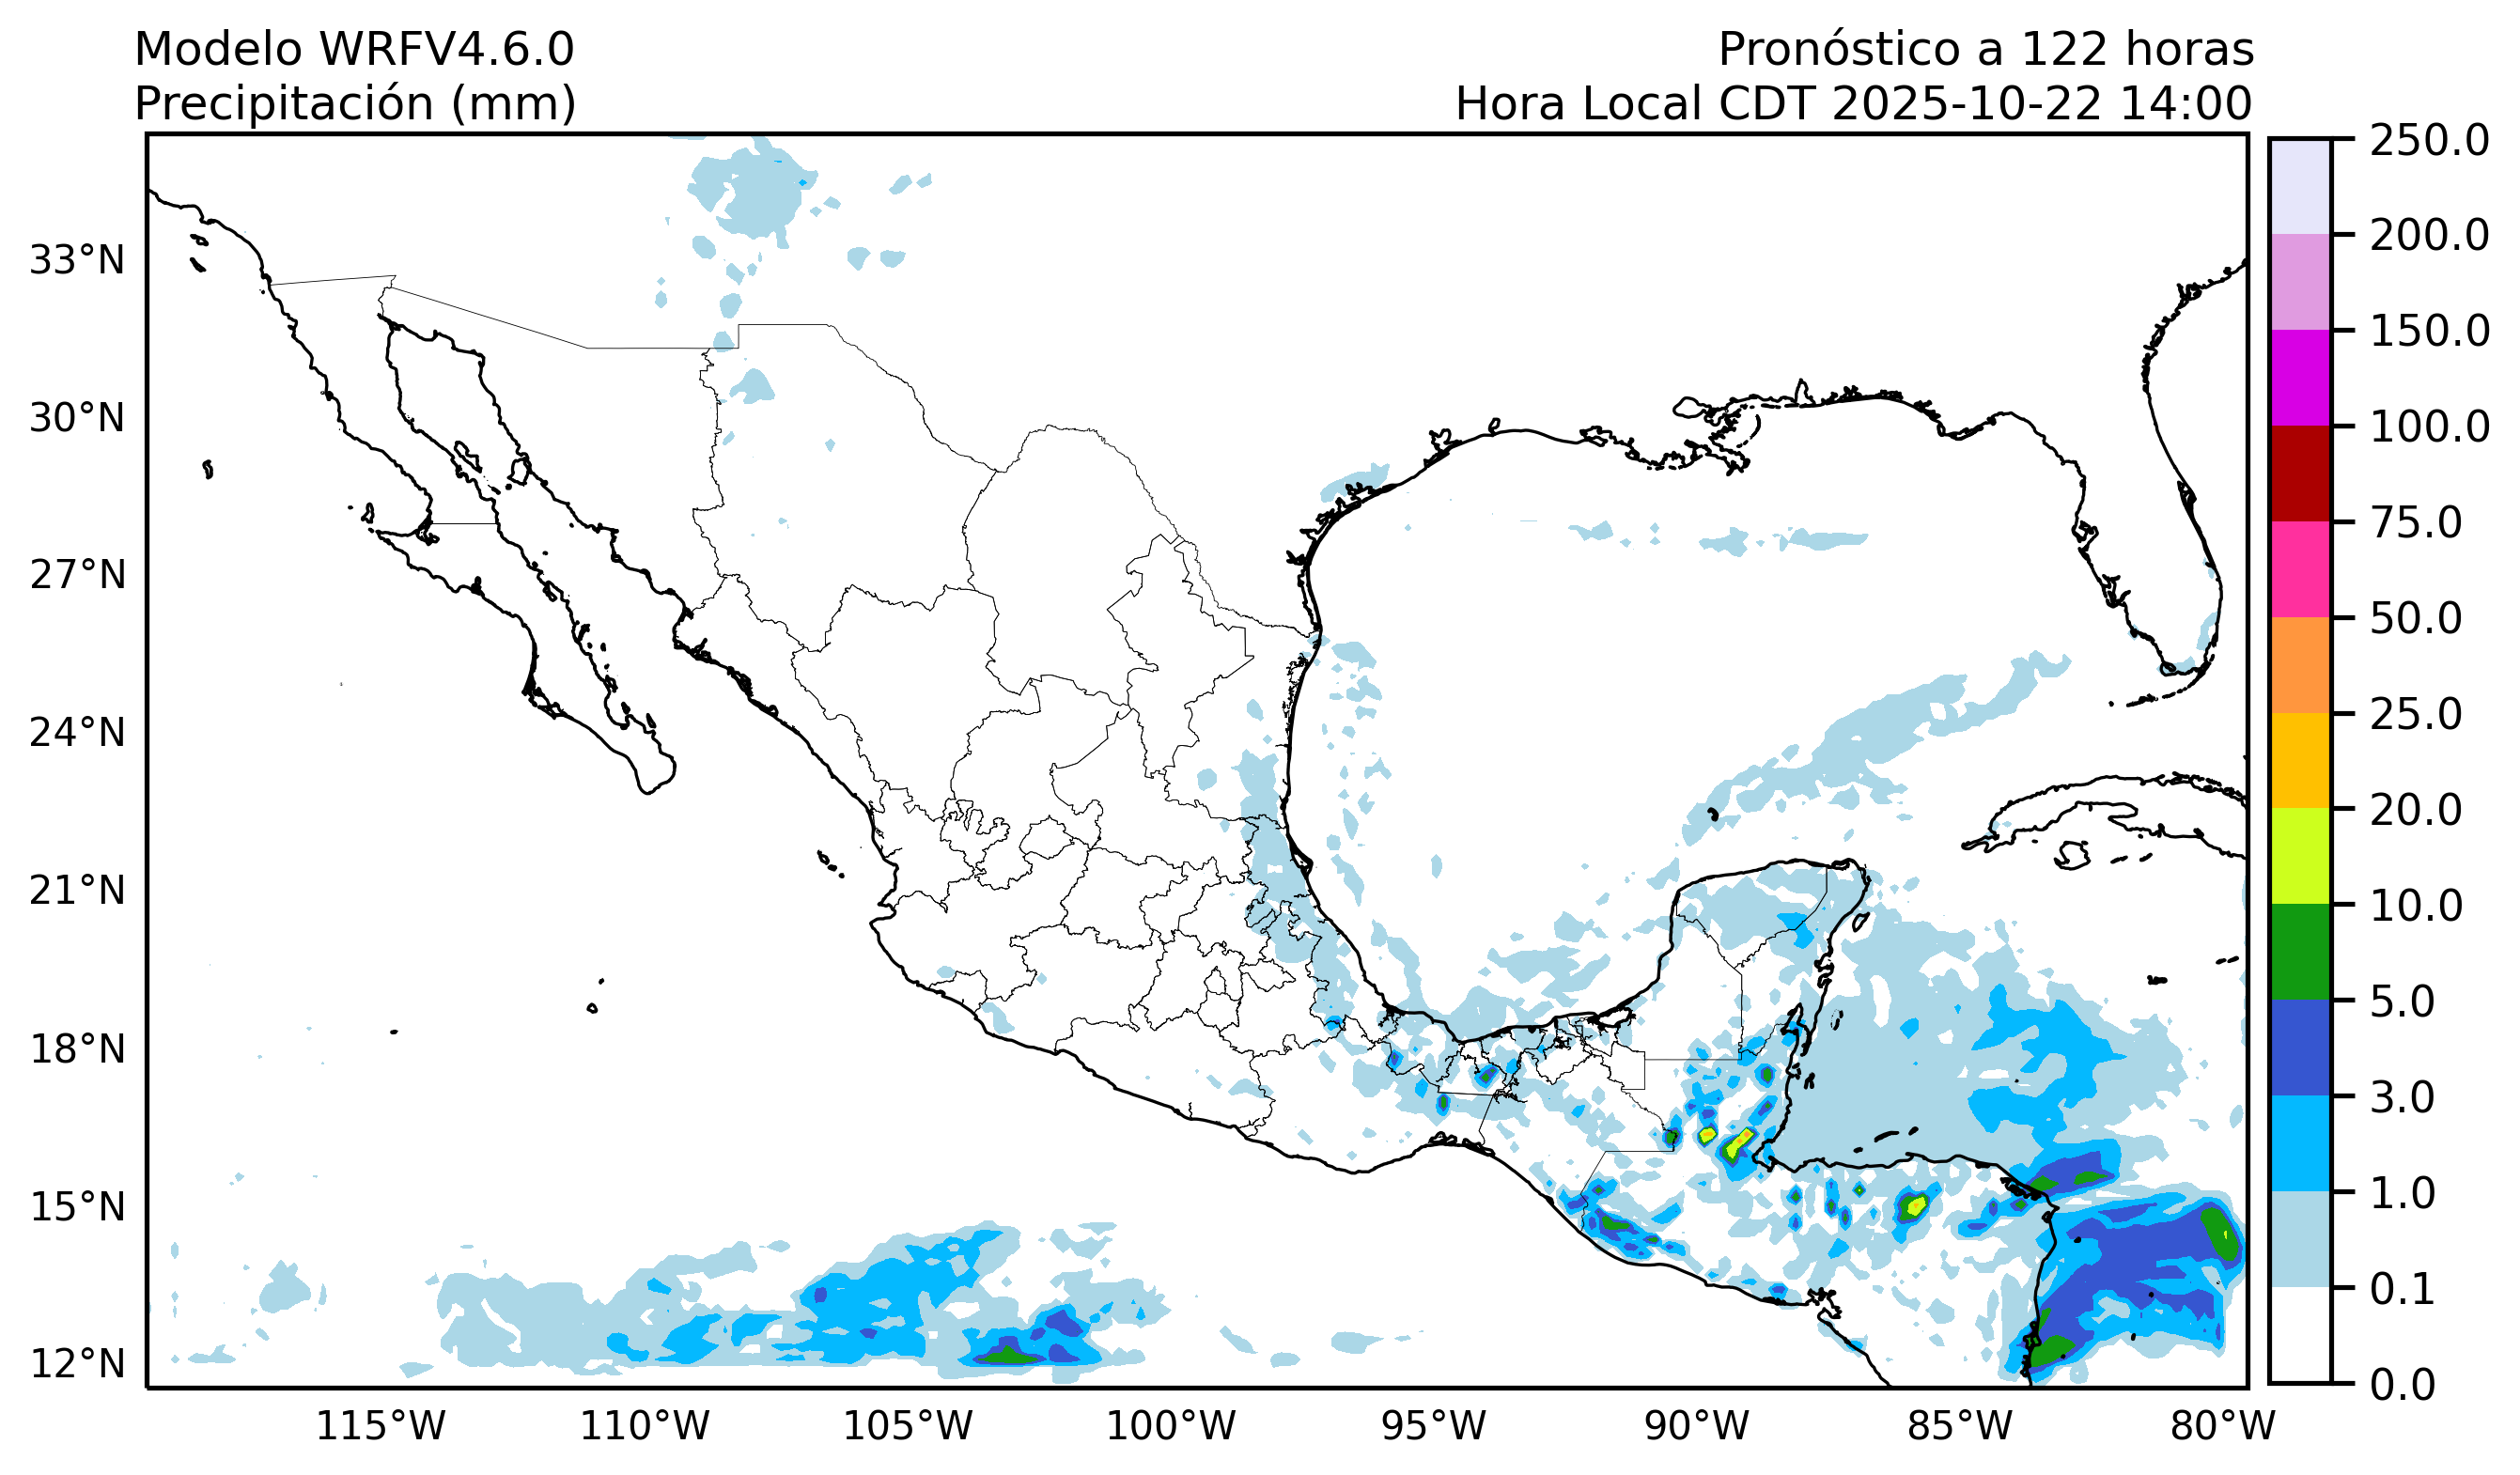 Modelo WRFV4.6.0
Precipitación (mm)
Pronóstico a 122 horas
Hora Local CDT 2025-10-22 14:00
33°N
30°N
27°N
24°N
21°N
18°N
15°N
12°N
115°W
110°W
105°W
100°W
95°W
90°W
85°W
80°W
250.0
200.0
150.0
100.0
75.0
50.0
25.0
20.0
10.0
5.0
3.0
1.0
0.1
0.0